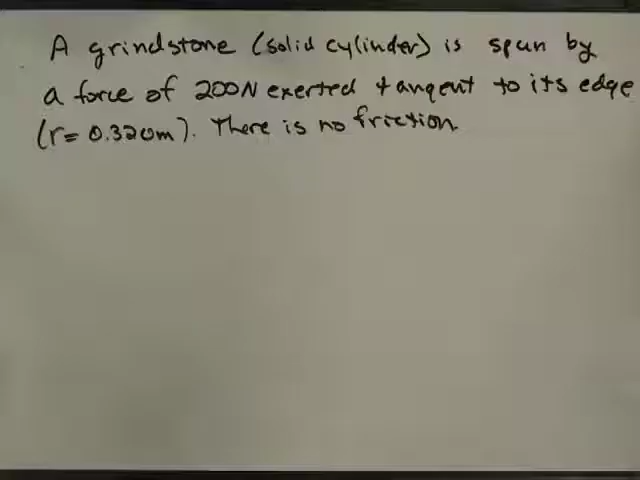 A grindstone (solid cylinder) is spun by
a force of 200N exerted tangent to its edge
(r= 0.320m). There is no friction.